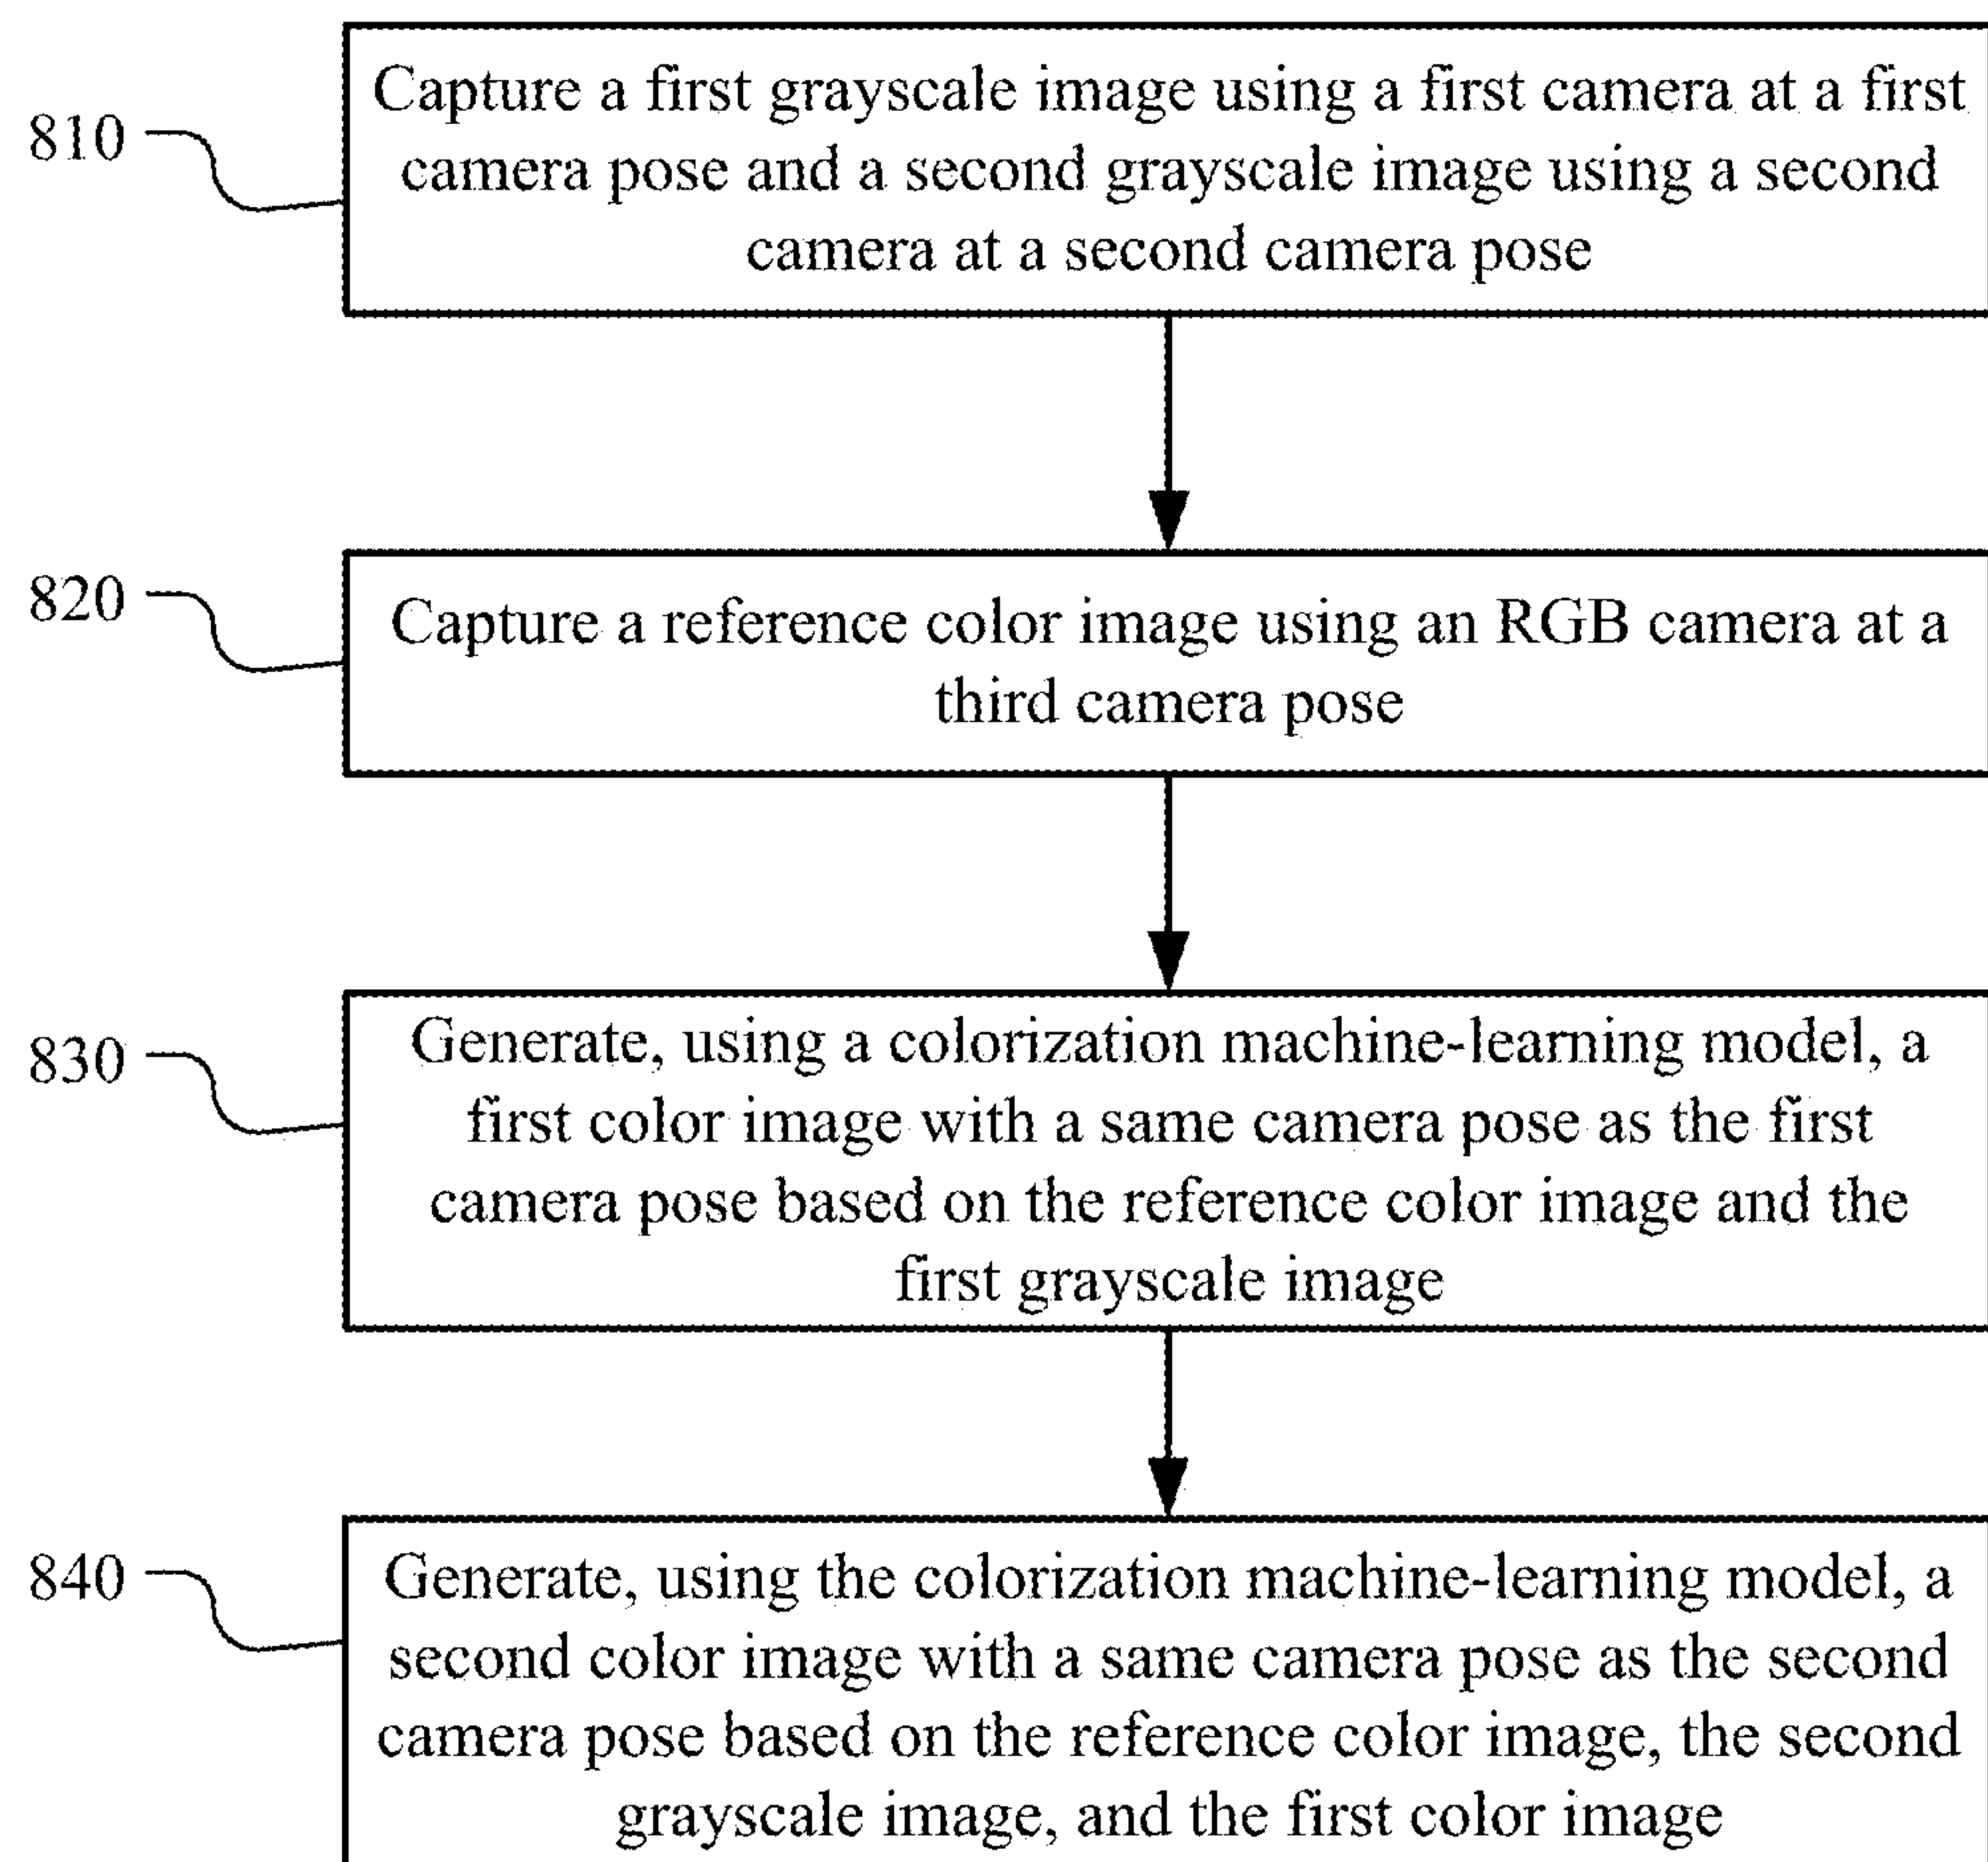 810
Capture a first grayscale image using a first camera at a first
camera pose and a second grayscale image using a second
camera at a second camera pose
820
Capture a reference color image using an RGB camera at a
third camera pose
830
Generate, using a colorization machine-learning model, a
first color image with a same camera pose as the first
camera pose based on the reference color image and the
first grayscale image
840
Generate, using the colorization machine-learning model, a
second color image with a same camera pose as the second
camera pose based on the reference color image, the second
grayscale image, and the first color image